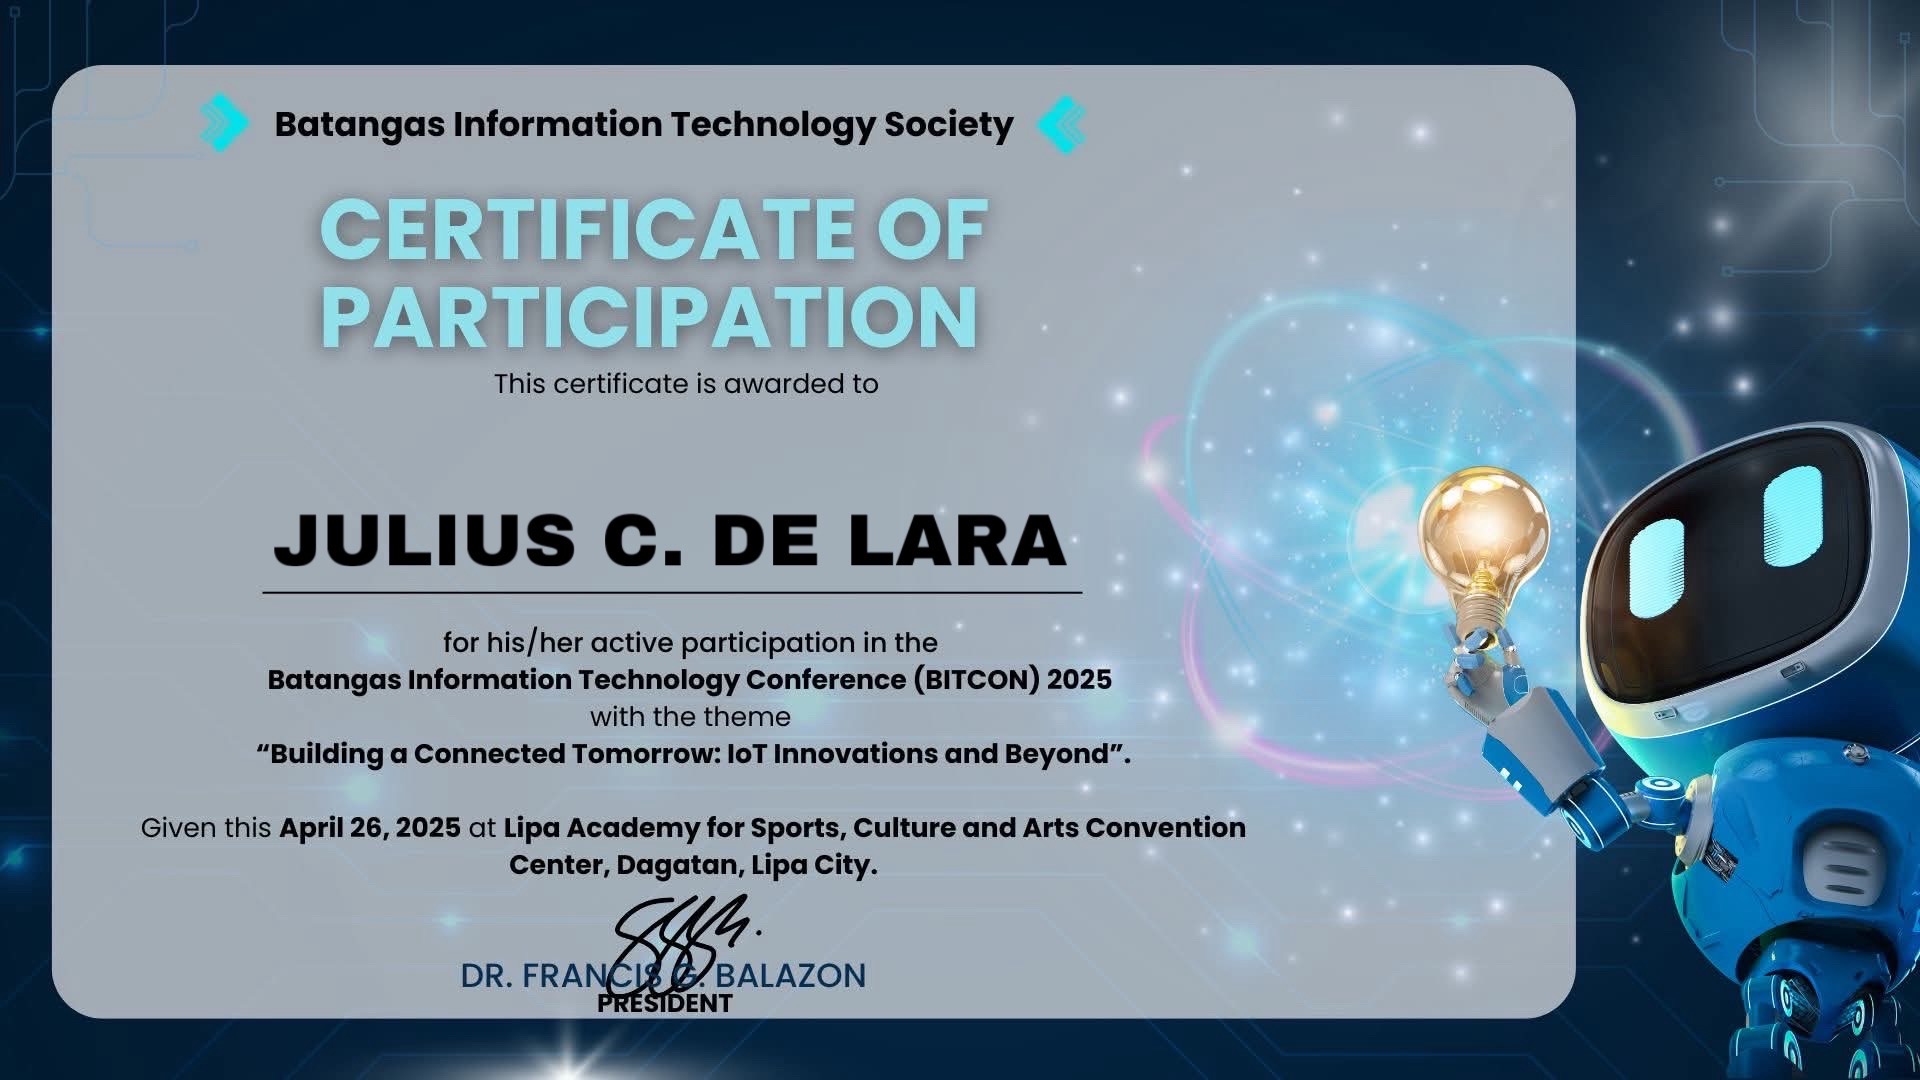 Batangas Information Technology Society
CERTIFICATE OF
PARTICIPATION
This certificate is awarded to
JULIUS C. DE LARA
for his/her active participation in the
Batangas Information Technology Conference (BITCON) 2025
with the theme
“Building a Connected Tomorrow: IoT Innovations and Beyond”.
Given this April 26, 2025 at Lipa Academy for Sports, Culture and Arts Convention
Center, Dagatan, Lipa City.
DR. FRANCIS G. BALAZON
PRESIDENT